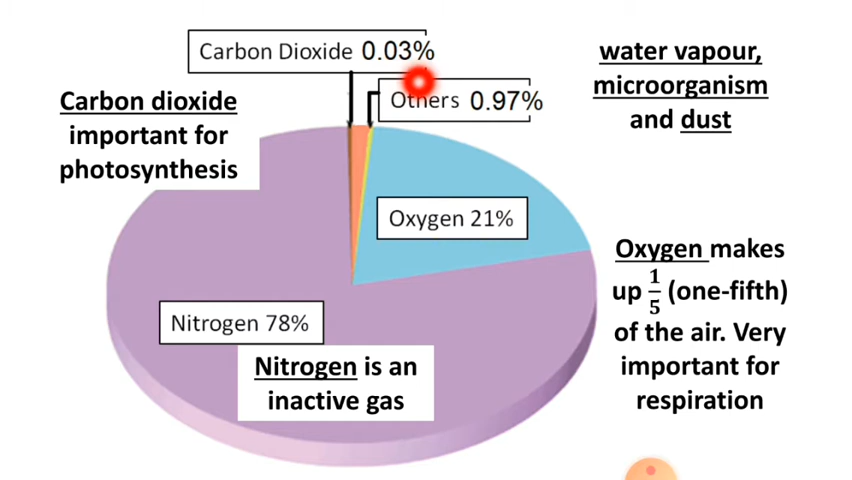 Carbon Dioxide 0.03%
Others 0.97%
water vapour,
microorganism
and dust
Carbon dioxide
important for
photosynthesis
Oxygen 21%
Oxygen makes
up 1/5 (one-fifth)
of the air. Very
important for
respiration
Nitrogen 78%
Nitrogen is an
inactive gas